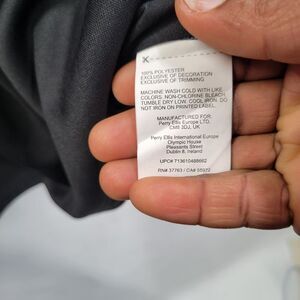 100% POLYESTER
EXCLUSIVE OF DECORATION
EXCLUSIVE OF TRIMMING
MACHINE WASH COLD WITH LIKE
COLORS. NON-CHLORINE BLEACH.
TUMBLE DRY LOW. COOL IRON. DO
NOT IRON ON PRINTED LABEL.
MANUFACTURED FOR:
Perry Ellis Europe LTD.
CM8 3DJ, UK
Perry Ellis International Europe
Olympic House
Pleasants Street
Dublin 8, Ireland
UPC# 713610488662
RN# 37763 / CA# 55972